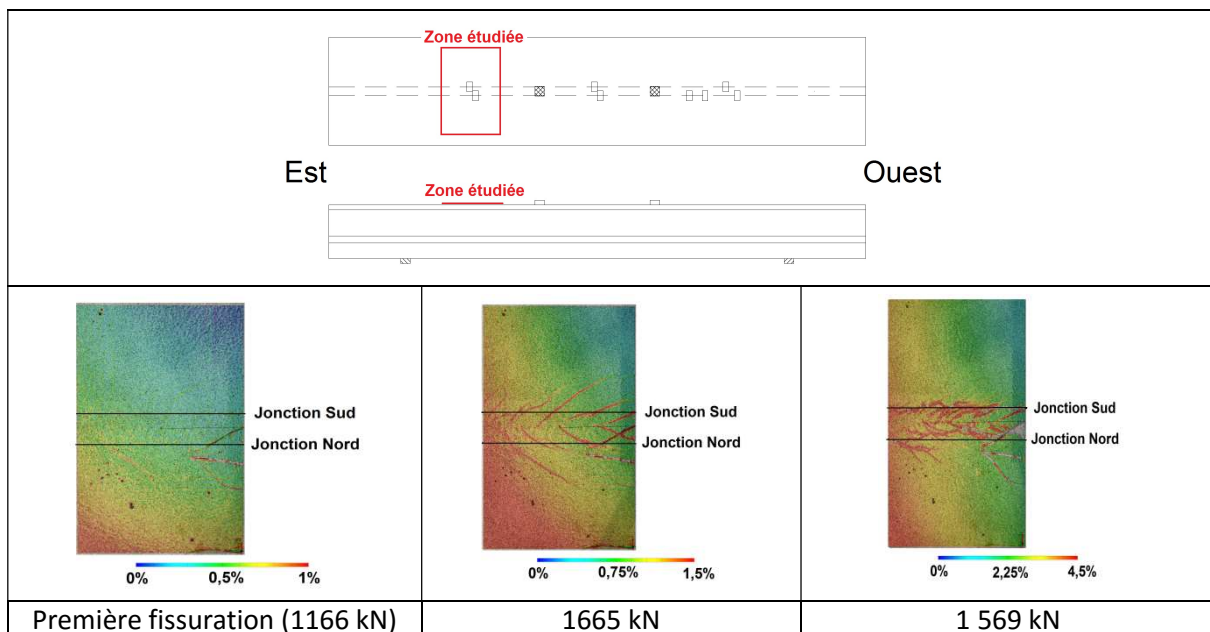 Zone étudiée
Est
Ouest
Zone étudiée
Jonction Sud
Jonction Nord
0%
0,5%
1%
Jonction Sud
Jonction Nord
0%
0,75%
1,5%
Jonction Sud
Jonction Nord
0%
2,25%
4,5%
Première fissuration (1166 kN)
1665 kN
1 569 kN